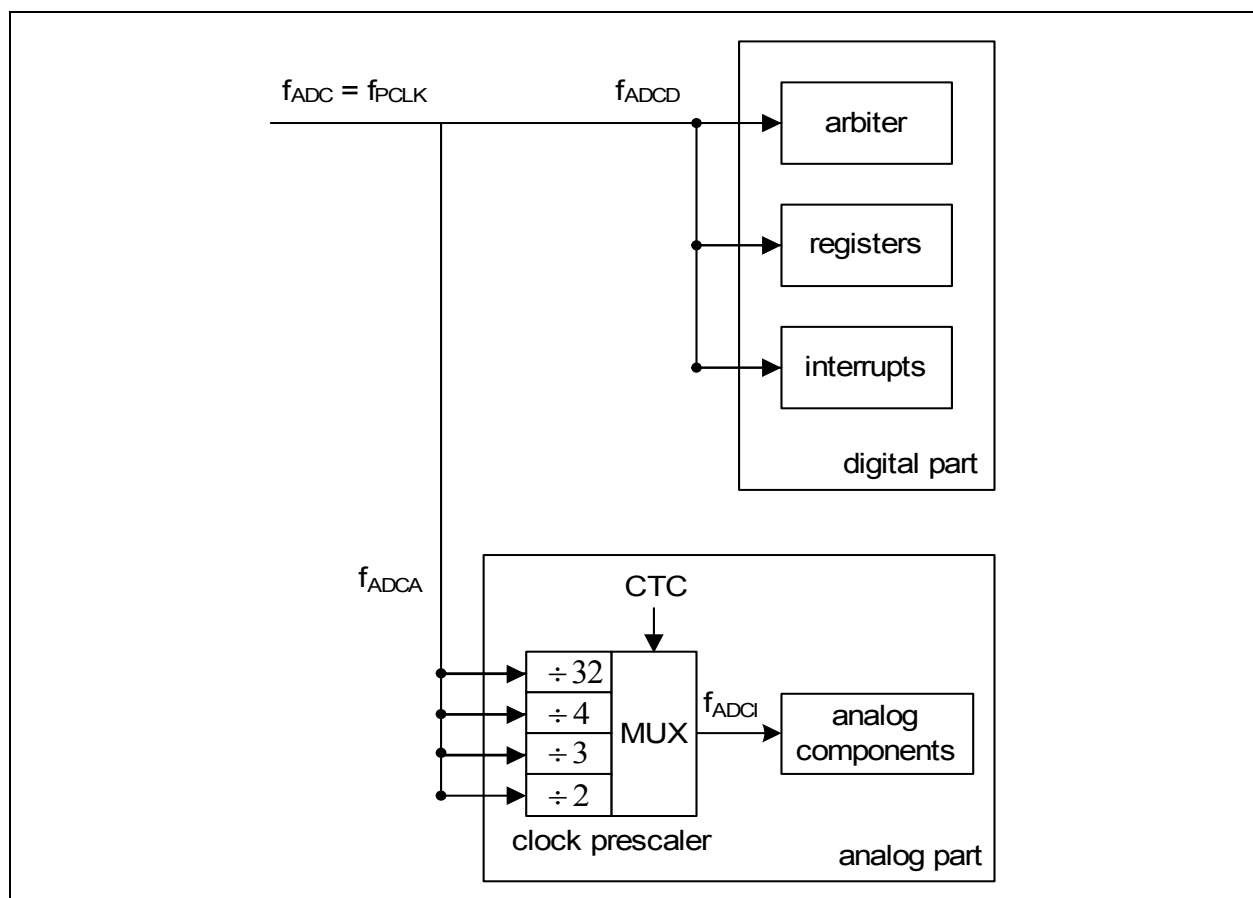 fADC = fPCLK
fADCD
arbiter
registers
interrupts
digital part
fADCA
CTC
÷32
÷4
÷3
÷2
MUX
fADCI
analog
components
clock prescaler
analog part